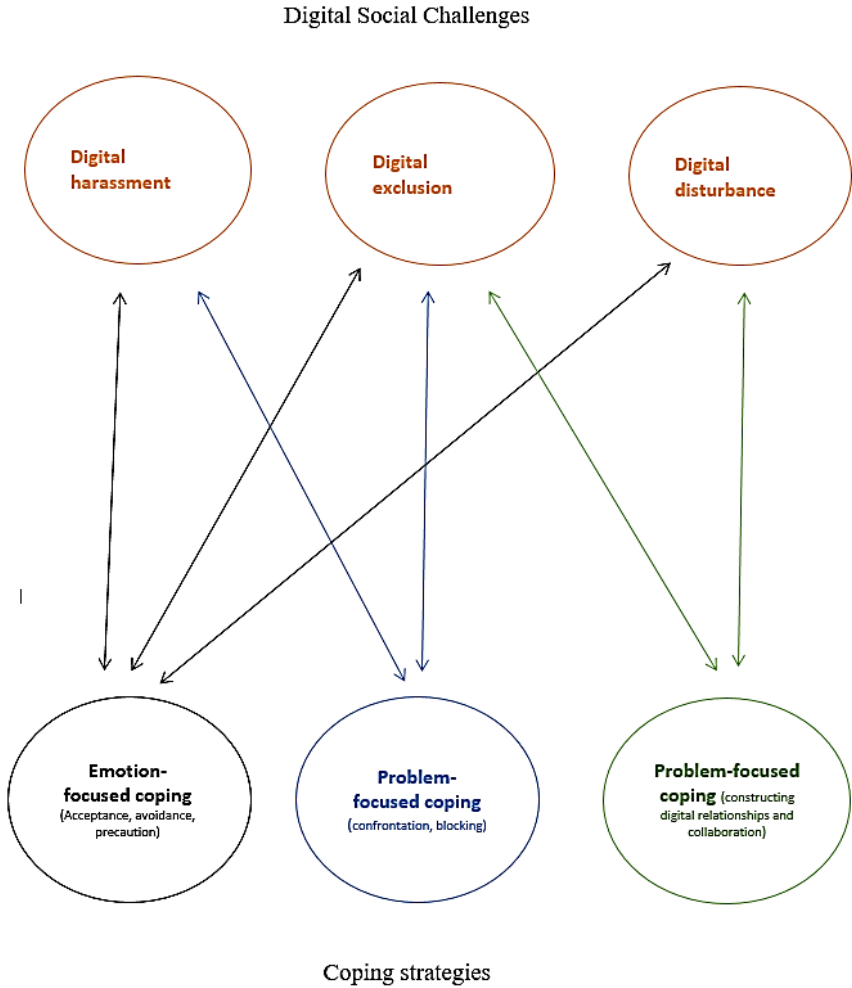 Digital Social Challenges
Digital
harassment
Digital
exclusion
Digital
disturbance
Emotion-
focused coping
(Acceptance, avoidance,
precaution)
Problem-
focused coping
(confrontation, blocking)
Problem-focused
coping (constructing
digital relationships and
collaboration)
Coping strategies